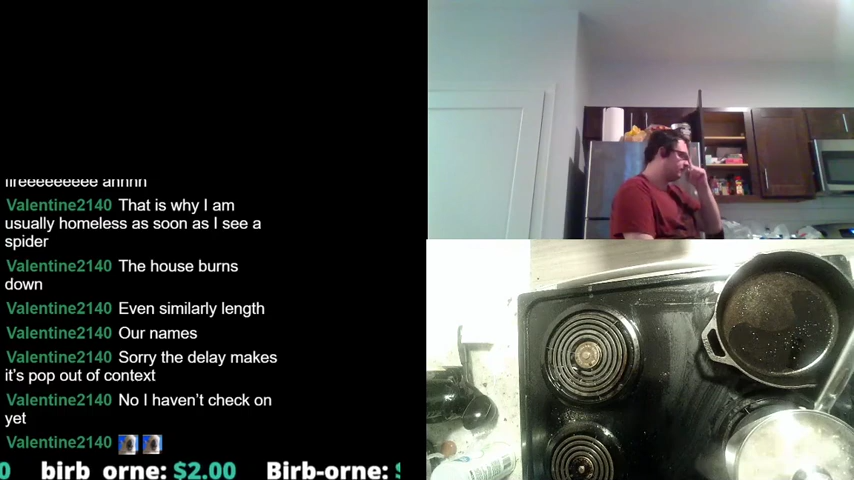 Valentine2140 That is why I am
usually homeless as soon as I see a
spider
Valentine2140 The house burns
down
Valentine2140 Even similarly length
Valentine2140 Our names
Valentine2140 Sorry the delay makes
it's pop out of context
Valentine2140 No I haven't check on
yet
Valentine2140
0 birb_orne: $2.00 Birb-orne: $